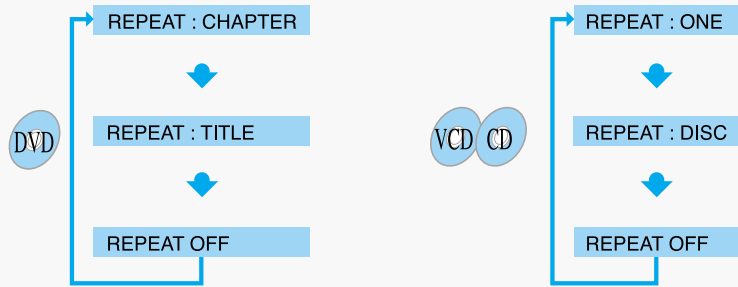 REPEAT : CHAPTER
DVD
REPEAT : TITLE
REPEAT OFF
REPEAT : ONE
VCD CD
REPEAT : DISC
REPEAT OFF